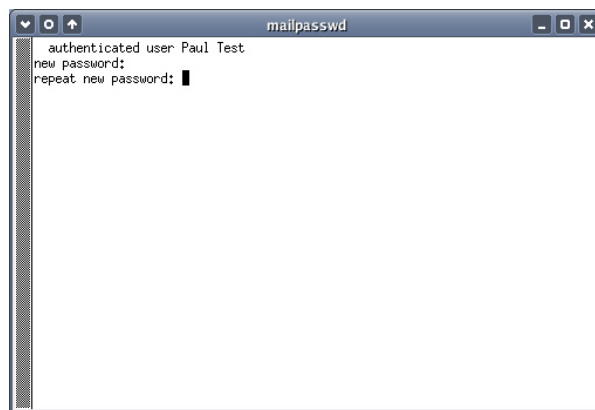 mailpasswd
authenticated user Paul Test
new password:
repeat new password: